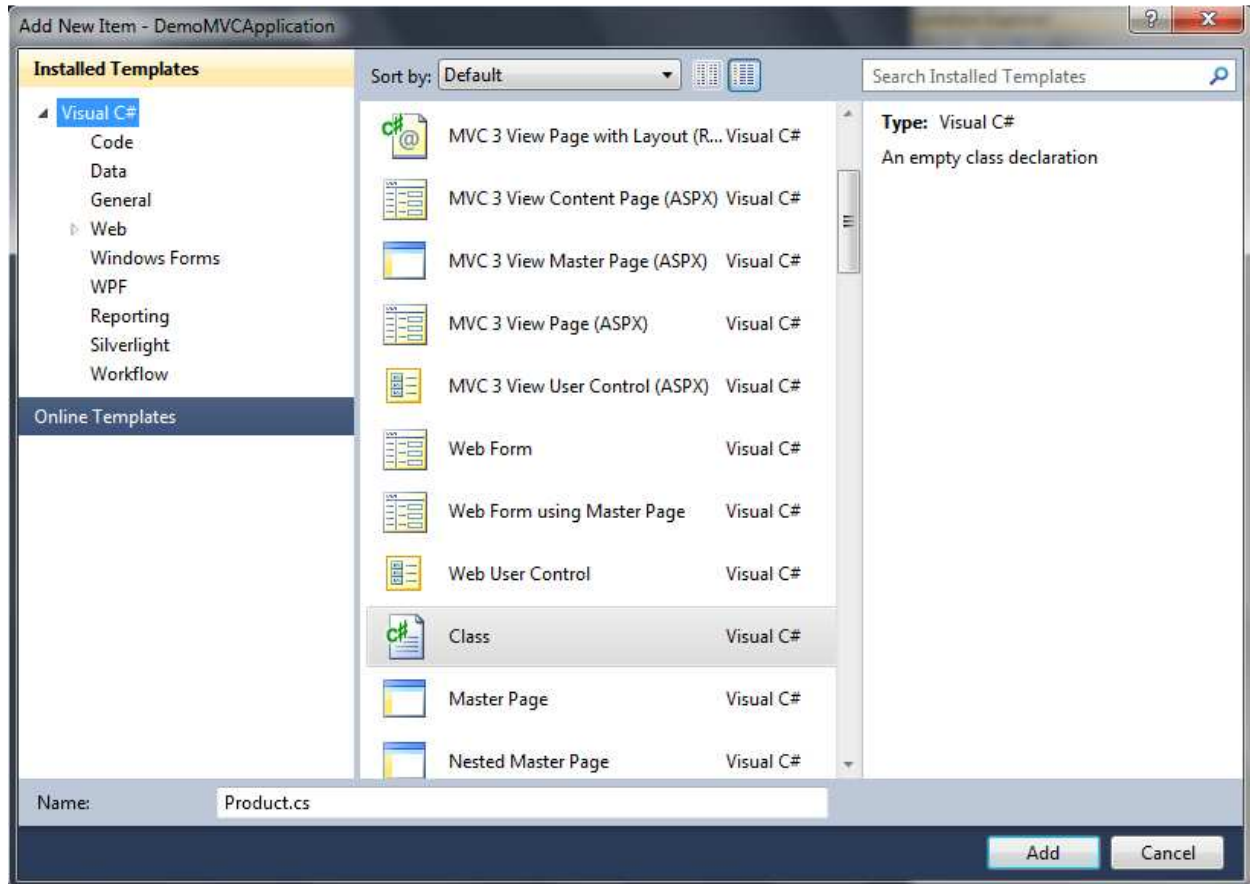 Add New Item - DemoMVCApplication
Installed Templates
Visual C#
Code
Data
General
Web
Windows Forms
WPF
Reporting
Silverlight
Workflow
Online Templates
Sort by: Default
MVC 3 View Page with Layout (R... Visual C#
MVC 3 View Content Page (ASPX) Visual C#
MVC 3 View Master Page (ASPX) Visual C#
MVC 3 View Page (ASPX) Visual C#
MVC 3 View User Control (ASPX) Visual C#
Web Form Visual C#
Web Form using Master Page Visual C#
Web User Control Visual C#
Class Visual C#
Master Page Visual C#
Nested Master Page Visual C#
Search Installed Templates
Type: Visual C#
An empty class declaration
Name: Product.cs
Add Cancel